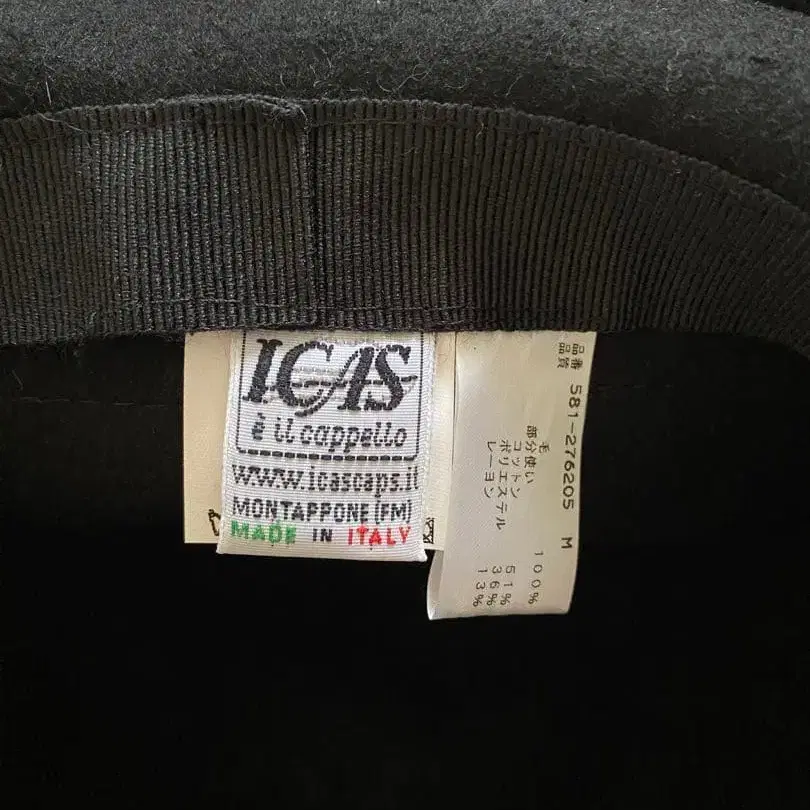 ICAS
è il cappello
www.icascaps.it
MONTAPPONE (FM)
MADE IN ITALY
品番 581-276205 M
品質
毛 100%
部分使い
コットン 51%
ポリエステル 36%
レーヨン 13%